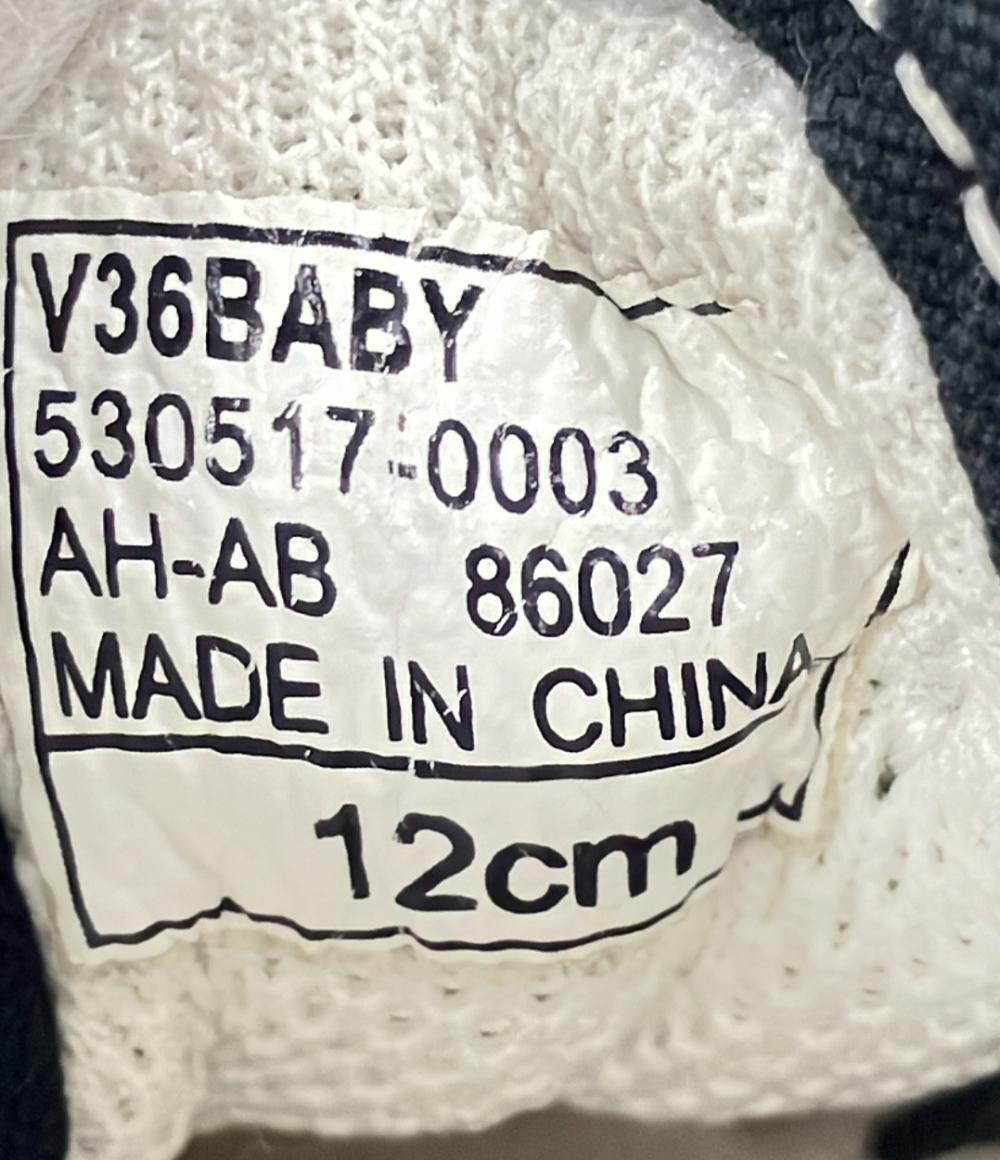 V36BABY
530517-0003
AH-AB 86027
MADE IN CHINA
12cm